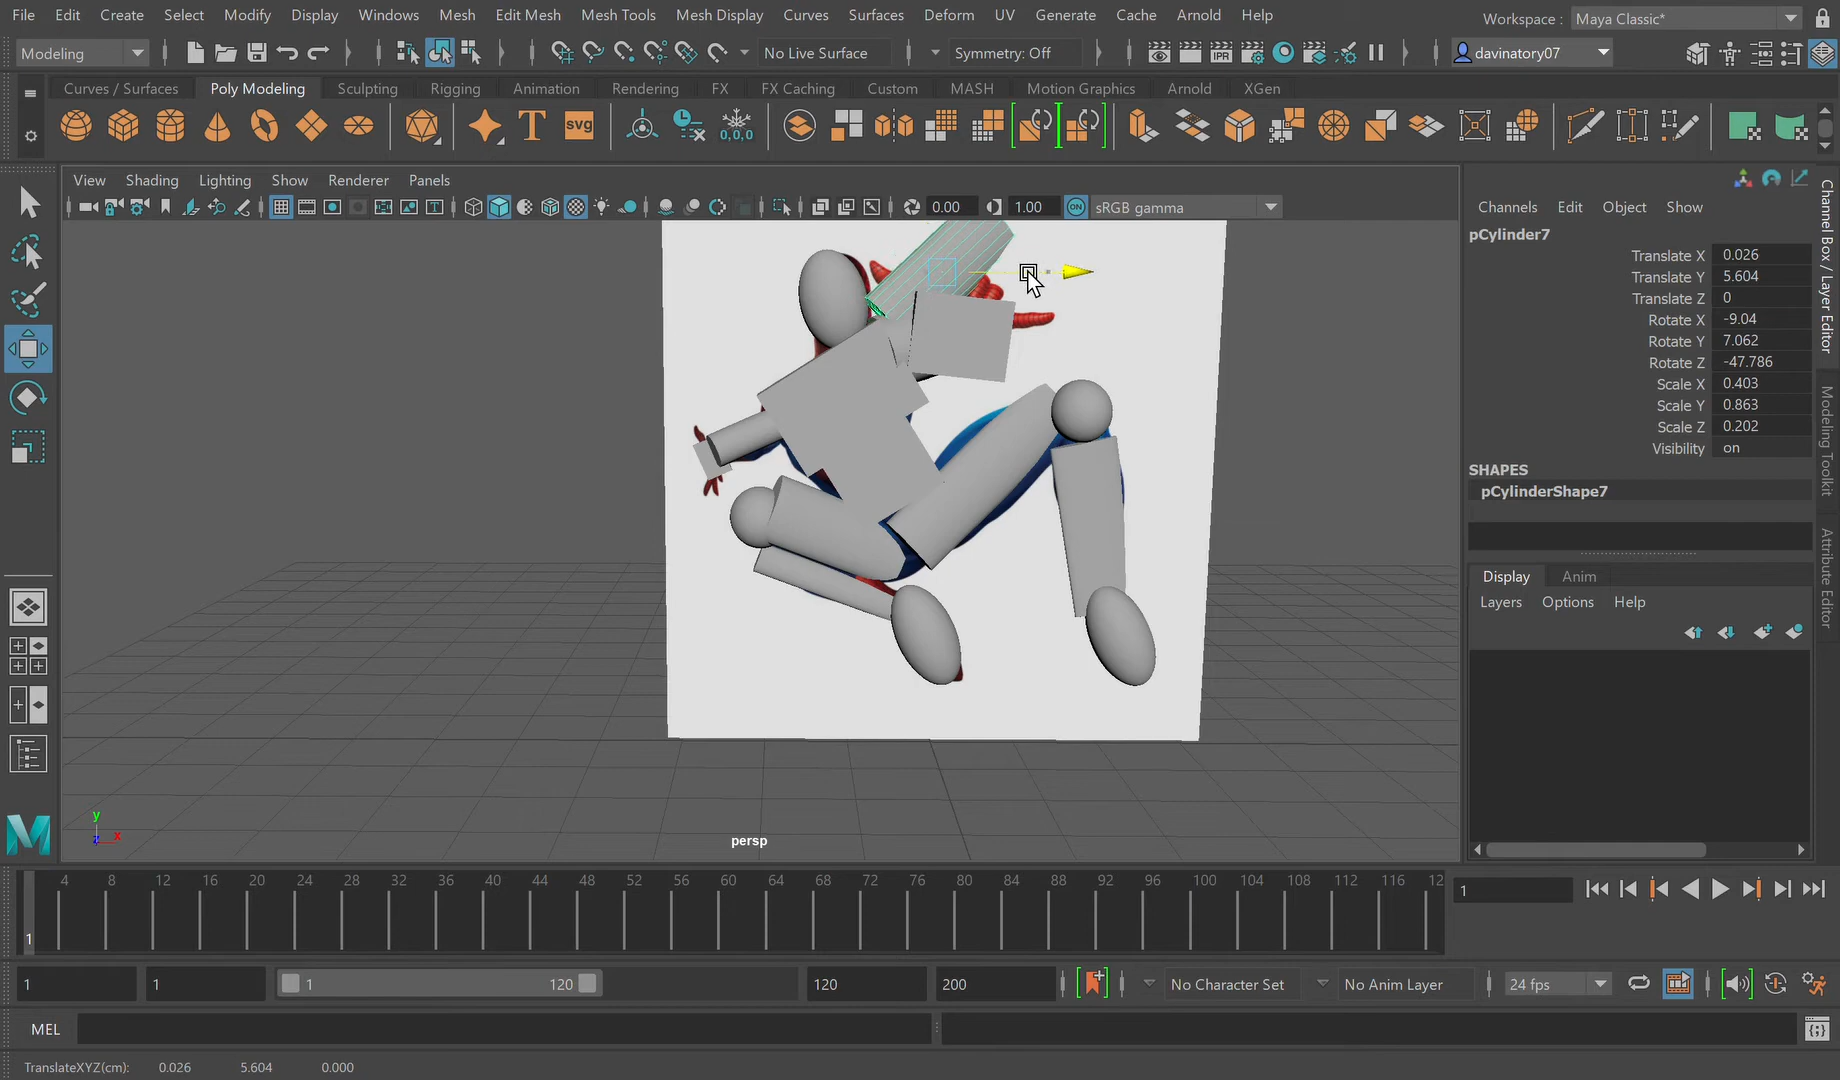 File Edit Create Select Modify Display Windows Mesh Edit Mesh Mesh Tools Mesh Display Curves Surfaces Deform UV Generate Cache Arnold Help
Workspace : Maya Classic*
Modeling No Live Surface Symmetry: Off IPR davinatory07
Curves / Surfaces Poly Modeling Sculpting Rigging Animation Rendering FX FX Caching Custom MASH Motion Graphics Arnold XGen
T svg 0,0,0
View Shading Lighting Show Renderer Panels
0.00 1.00 ON sRGB gamma
Channels Edit Object Show
pCylinder7
Translate X 0.026
Translate Y 5.604
Translate Z 0
Rotate X -9.04
Rotate Y 7.062
Rotate Z -47.786
Scale X 0.403
Scale Y 0.863
Scale Z 0.202
Visibility on
SHAPES
pCylinderShape7
Display Anim
Layers Options Help
Channel Box / Layer Editor
Modeling Toolkit
Attribute Editor
y
z x
persp
4 8 12 16 20 24 28 32 36 40 44 48 52 56 60 64 68 72 76 80 84 88 92 96 100 104 108 112 116 12
1
1
1 1 1 120 120 200 No Character Set No Anim Layer 24 fps
MEL
TranslateXYZ(cm): 0.026 5.604 0.000